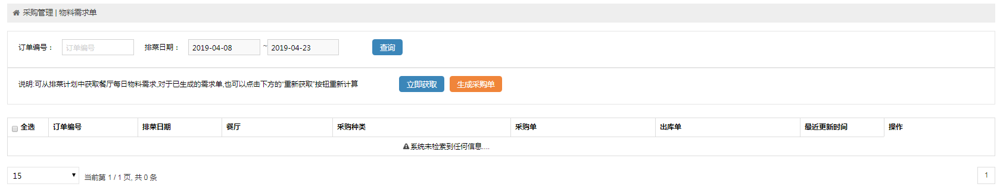 采购管理 | 物料需求单
订单编号： 订单编号 排菜日期： 2019-04-08 ~ 2019-04-23 查询
说明:可从排菜计划中获取餐厅每日物料需求,对于已生成的需求单,也可以点击下方的“重新获取”按钮重新计算 立即获取 生成采购单
全选 订单编号 排菜日期 餐厅 采购种类 采购单 出库单 最近更新时间 操作
系统未检索到任何信息....
15 当前第 1 / 1 页, 共 0 条 1